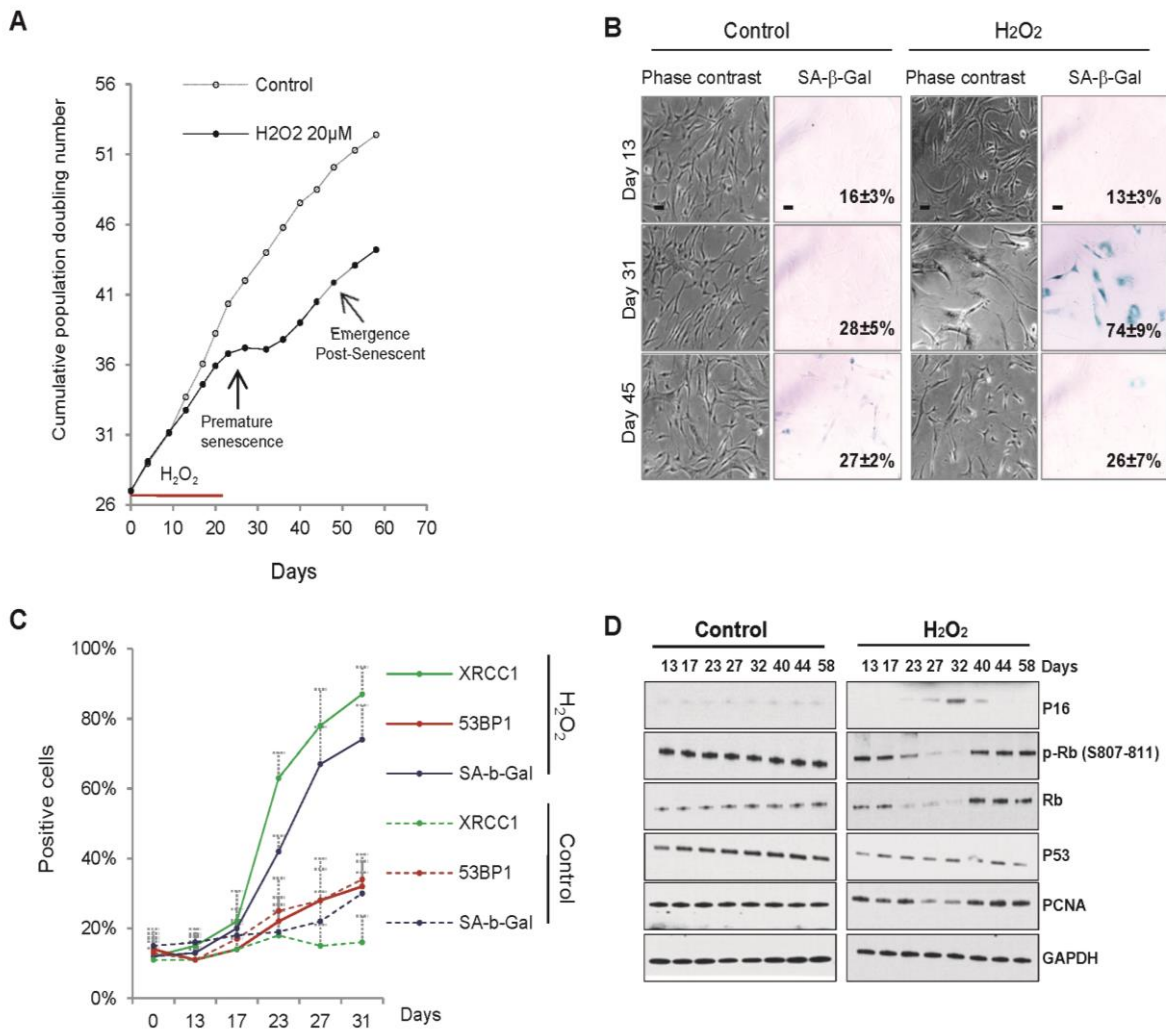 A
Control
H2O2 20µM
Cumulative population doubling number
56
51
46
41
36
31
26
Premature
senescence
Emergence
Post-Senescent
H₂O₂
0 10 20 30 40 50 60 70
Days
B
Control H₂O₂
Phase contrast SA-β-Gal Phase contrast SA-β-Gal
Day 13
16±3%
13±3%
Day 31
28±5%
74±9%
Day 45
27±2%
26±7%
C
Positive cells
100%
80%
60%
40%
20%
0%
0 13 17 23 27 31 Days
XRCC1
53BP1
SA-b-Gal
H₂O₂
XRCC1
53BP1
SA-b-Gal
Control
D
Control H₂O₂
13 17 23 27 32 40 44 58 13 17 23 27 32 40 44 58 Days
P16
p-Rb (S807-811)
Rb
P53
PCNA
GAPDH